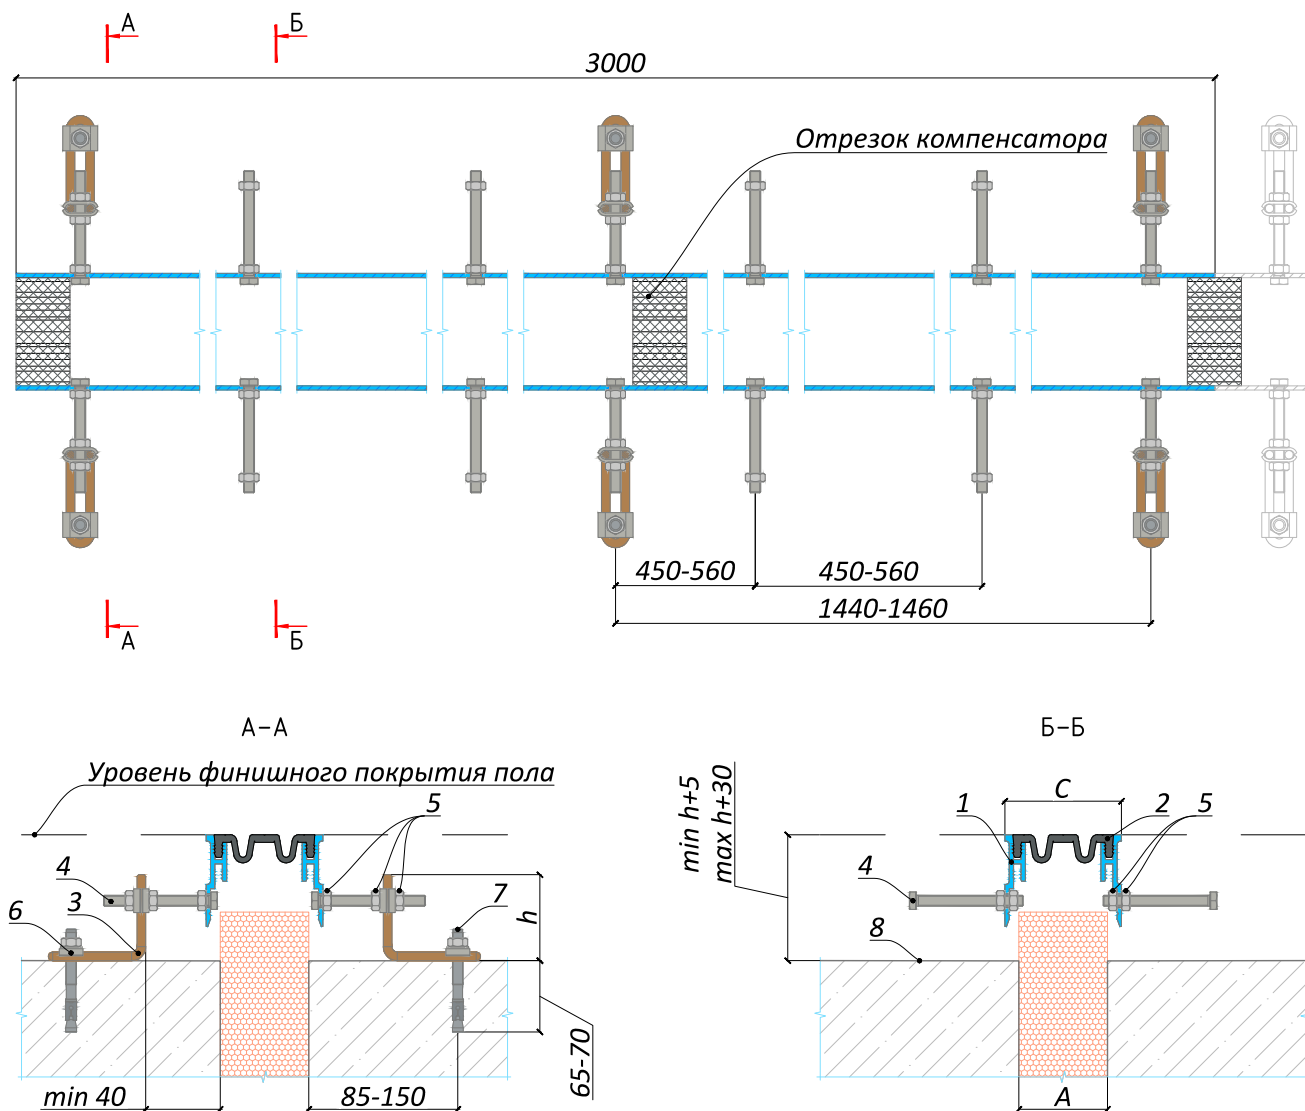 А
Б
3000
Отрезок компенсатора
450-560
450-560
1440-1460
А
Б
А-А
Б-Б
Уровень финишного покрытия пола
5
4
3
6
7
h
65-70
min 40
85-150
min h+5
max h+30
C
1
2
5
4
8
A